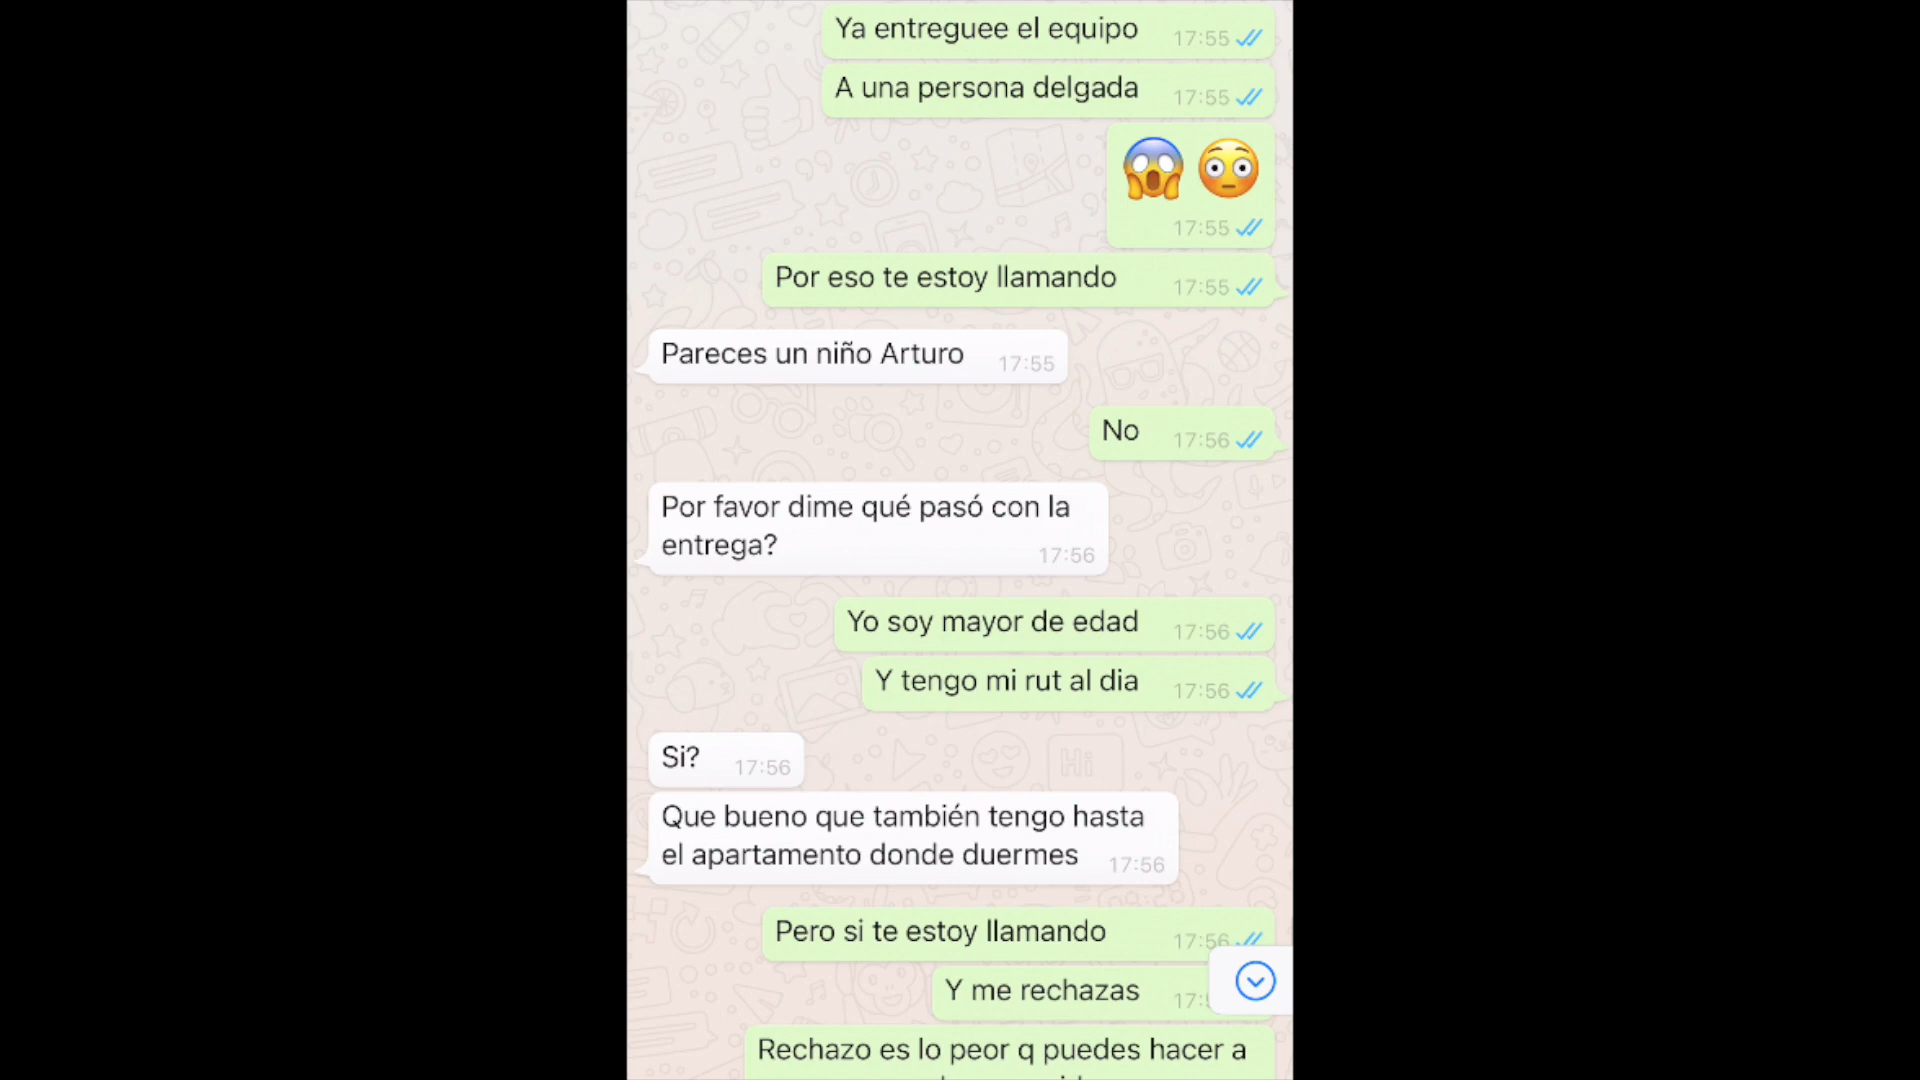 Ya entreguee el equipo 17:55
A una persona delgada 17:55
17:55
Por eso te estoy llamando 17:55
Pareces un niño Arturo 17:55
No 17:56
Por favor dime qué pasó con la
entrega? 17:56
Yo soy mayor de edad 17:56
Y tengo mi rut al dia 17:56
Si? 17:56
Que bueno que también tengo hasta
el apartamento donde duermes 17:56
Pero si te estoy llamando 17:56
Y me rechazas
Rechazo es lo peor q puedes hacer a